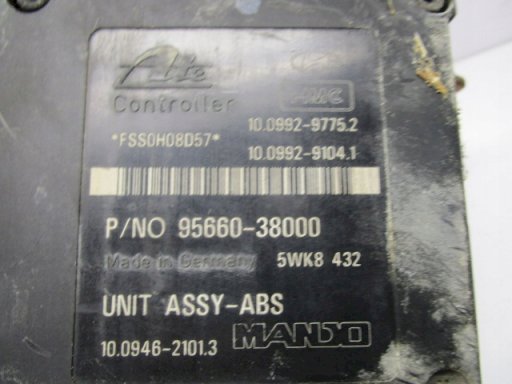 Ate
Controller AMC
10.0992-9775.2
*FSS0H08D57*
10.0992-9104.1
P/NO 95660-38000
Made in Germany 5WK8 432
UNIT ASSY-ABS
10.0946-2101.3 MANDO